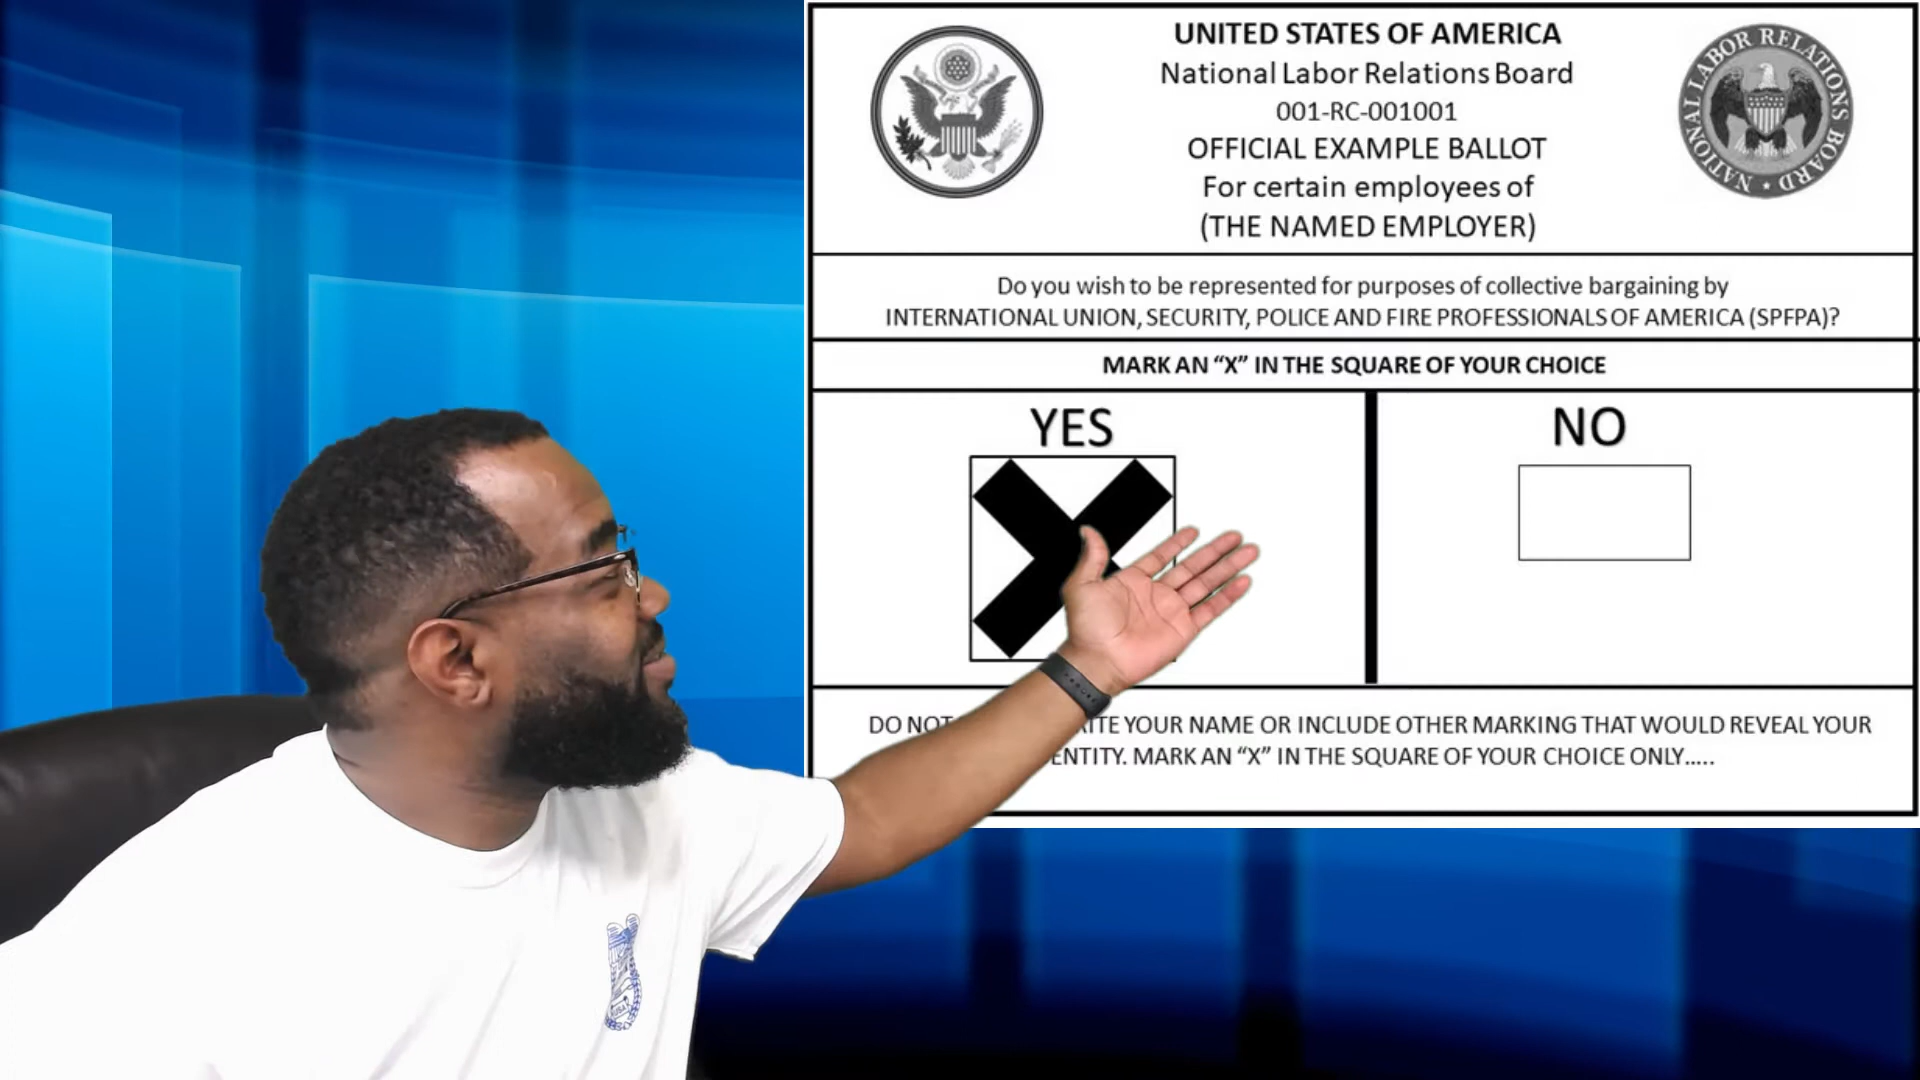 UNITED STATES OF AMERICA
National Labor Relations Board
001-RC-001001
OFFICIAL EXAMPLE BALLOT
For certain employees of
(THE NAMED EMPLOYER)
NATIONAL LABOR RELATIONS BOARD
Do you wish to be represented for purposes of collective bargaining by
INTERNATIONAL UNION, SECURITY, POLICE AND FIRE PROFESSIONALS OF AMERICA (SPFPA)?
MARK AN “X” IN THE SQUARE OF YOUR CHOICE
YES
NO
DO NOT YOUR NAME OR INCLUDE OTHER MARKING THAT WOULD REVEAL YOUR
MARK AN “X” IN THE SQUARE OF YOUR CHOICE ONLY.....